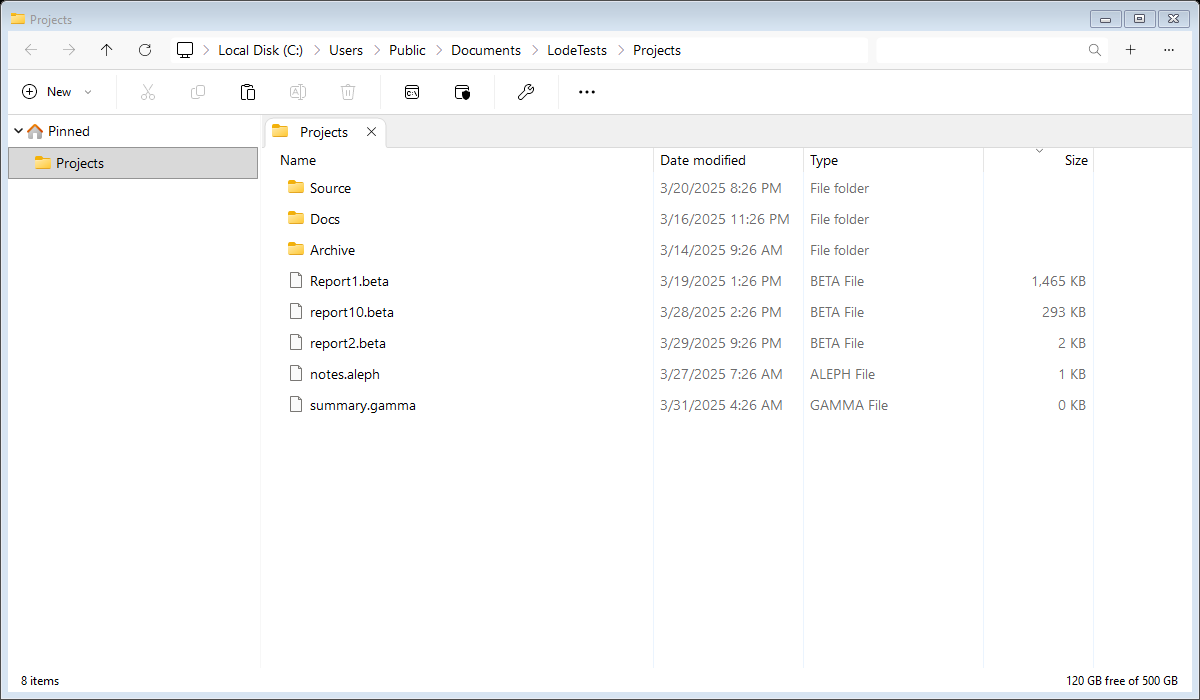 Projects
Local Disk (C:) Users Public Documents LodeTests Projects
New
Pinned
Projects
Projects
Name Date modified Type Size
Source 3/20/2025 8:26 PM File folder
Docs 3/16/2025 11:26 PM File folder
Archive 3/14/2025 9:26 AM File folder
Report1.beta 3/19/2025 1:26 PM BETA File 1,465 KB
report10.beta 3/28/2025 2:26 PM BETA File 293 KB
report2.beta 3/29/2025 9:26 PM BETA File 2 KB
notes.aleph 3/27/2025 7:26 AM ALEPH File 1 KB
summary.gamma 3/31/2025 4:26 AM GAMMA File 0 KB
8 items 120 GB free of 500 GB